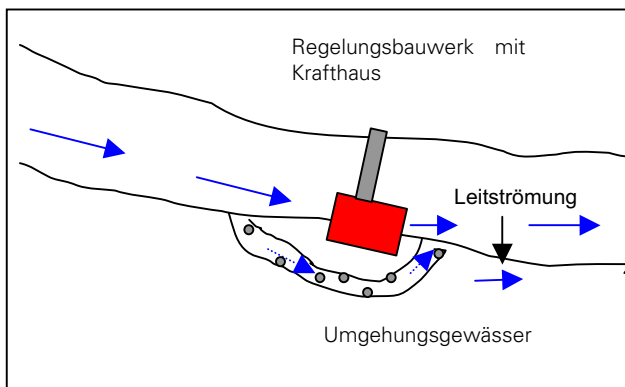 Regelungsbauwerk mit
Krafthaus
Leitströmung
Umgehungsgewässer